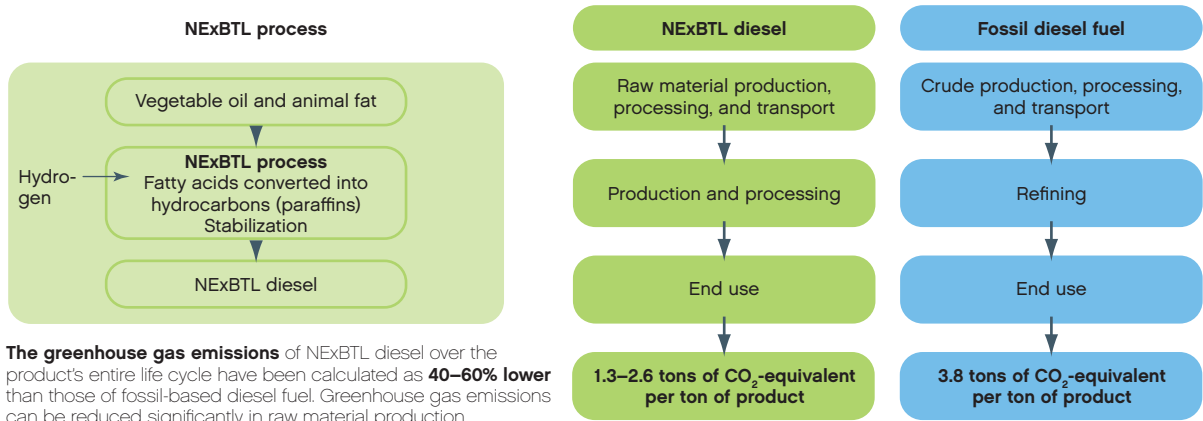 NExBTL process
Vegetable oil and animal fat
Hydro-
gen
NExBTL process
Fatty acids converted into
hydrocarbons (paraffins)
Stabilization
NExBTL diesel
The greenhouse gas emissions of NExBTL diesel over the
product's entire life cycle have been calculated as 40–60% lower
than those of fossil-based diesel fuel. Greenhouse gas emissions
can be reduced significantly in raw material production.
NExBTL diesel
Raw material production,
processing, and transport
Production and processing
End use
1.3–2.6 tons of CO₂-equivalent
per ton of product
Fossil diesel fuel
Crude production, processing,
and transport
Refining
End use
3.8 tons of CO₂-equivalent
per ton of product